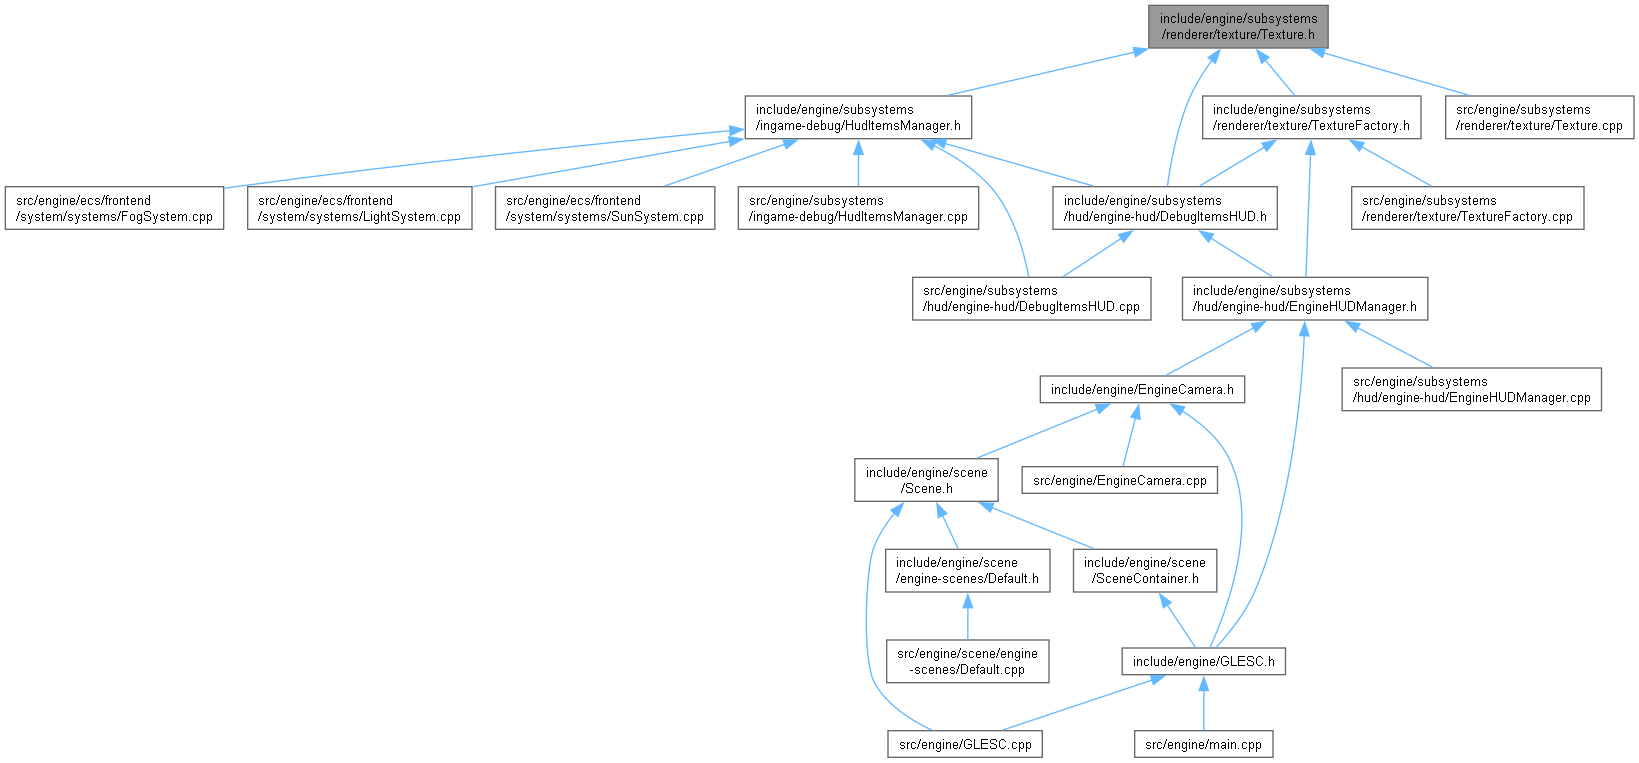 include/engine/subsystems
/renderer/texture/Texture.h
include/engine/subsystems
/ingame-debug/HudItemsManager.h
include/engine/subsystems
/renderer/texture/TextureFactory.h
src/engine/subsystems
/renderer/texture/Texture.cpp
src/engine/ecs/frontend
/system/systems/FogSystem.cpp
src/engine/ecs/frontend
/system/systems/LightSystem.cpp
src/engine/ecs/frontend
/system/systems/SunSystem.cpp
src/engine/subsystems
/ingame-debug/HudItemsManager.cpp
include/engine/subsystems
/hud/engine-hud/DebugItemsHUD.h
src/engine/subsystems
/renderer/texture/TextureFactory.cpp
src/engine/subsystems
/hud/engine-hud/DebugItemsHUD.cpp
include/engine/subsystems
/hud/engine-hud/EngineHUDManager.h
include/engine/EngineCamera.h
src/engine/subsystems
/hud/engine-hud/EngineHUDManager.cpp
include/engine/scene
/Scene.h
src/engine/EngineCamera.cpp
include/engine/scene
/engine-scenes/Default.h
include/engine/scene
/SceneContainer.h
src/engine/scene/engine
-scenes/Default.cpp
include/engine/GLESC.h
src/engine/GLESC.cpp
src/engine/main.cpp